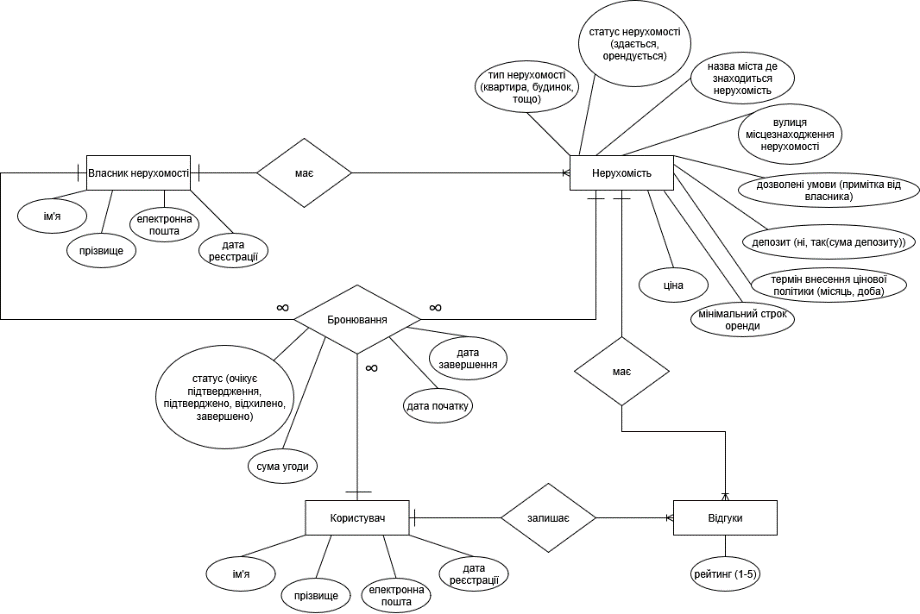 статус нерухомості
(здається,
орендується)
тип нерухомості
(квартира, будинок,
тощо)
назва міста де
знаходиться
нерухомість
вулиця
місцезнаходження
нерухомості
Власник нерухомості
має
Нерухомість
дозволені умови (примітка від
власника)
ім'я
прізвище
електронна
пошта
дата
реєстрації
депозит (ні, так(сума депозиту))
ціна
термін внесення цінової
політики (місяць, доба)
мінімальний строк
оренди
∞
Бронювання
∞
∞
статус (очікує
підтвердження,
підтверджено, відхилено,
завершено)
дата
завершення
дата початку
сума угоди
має
Користувач
залишає
Відгуки
ім'я
прізвище
електронна
пошта
дата
реєстрації
рейтинг (1-5)